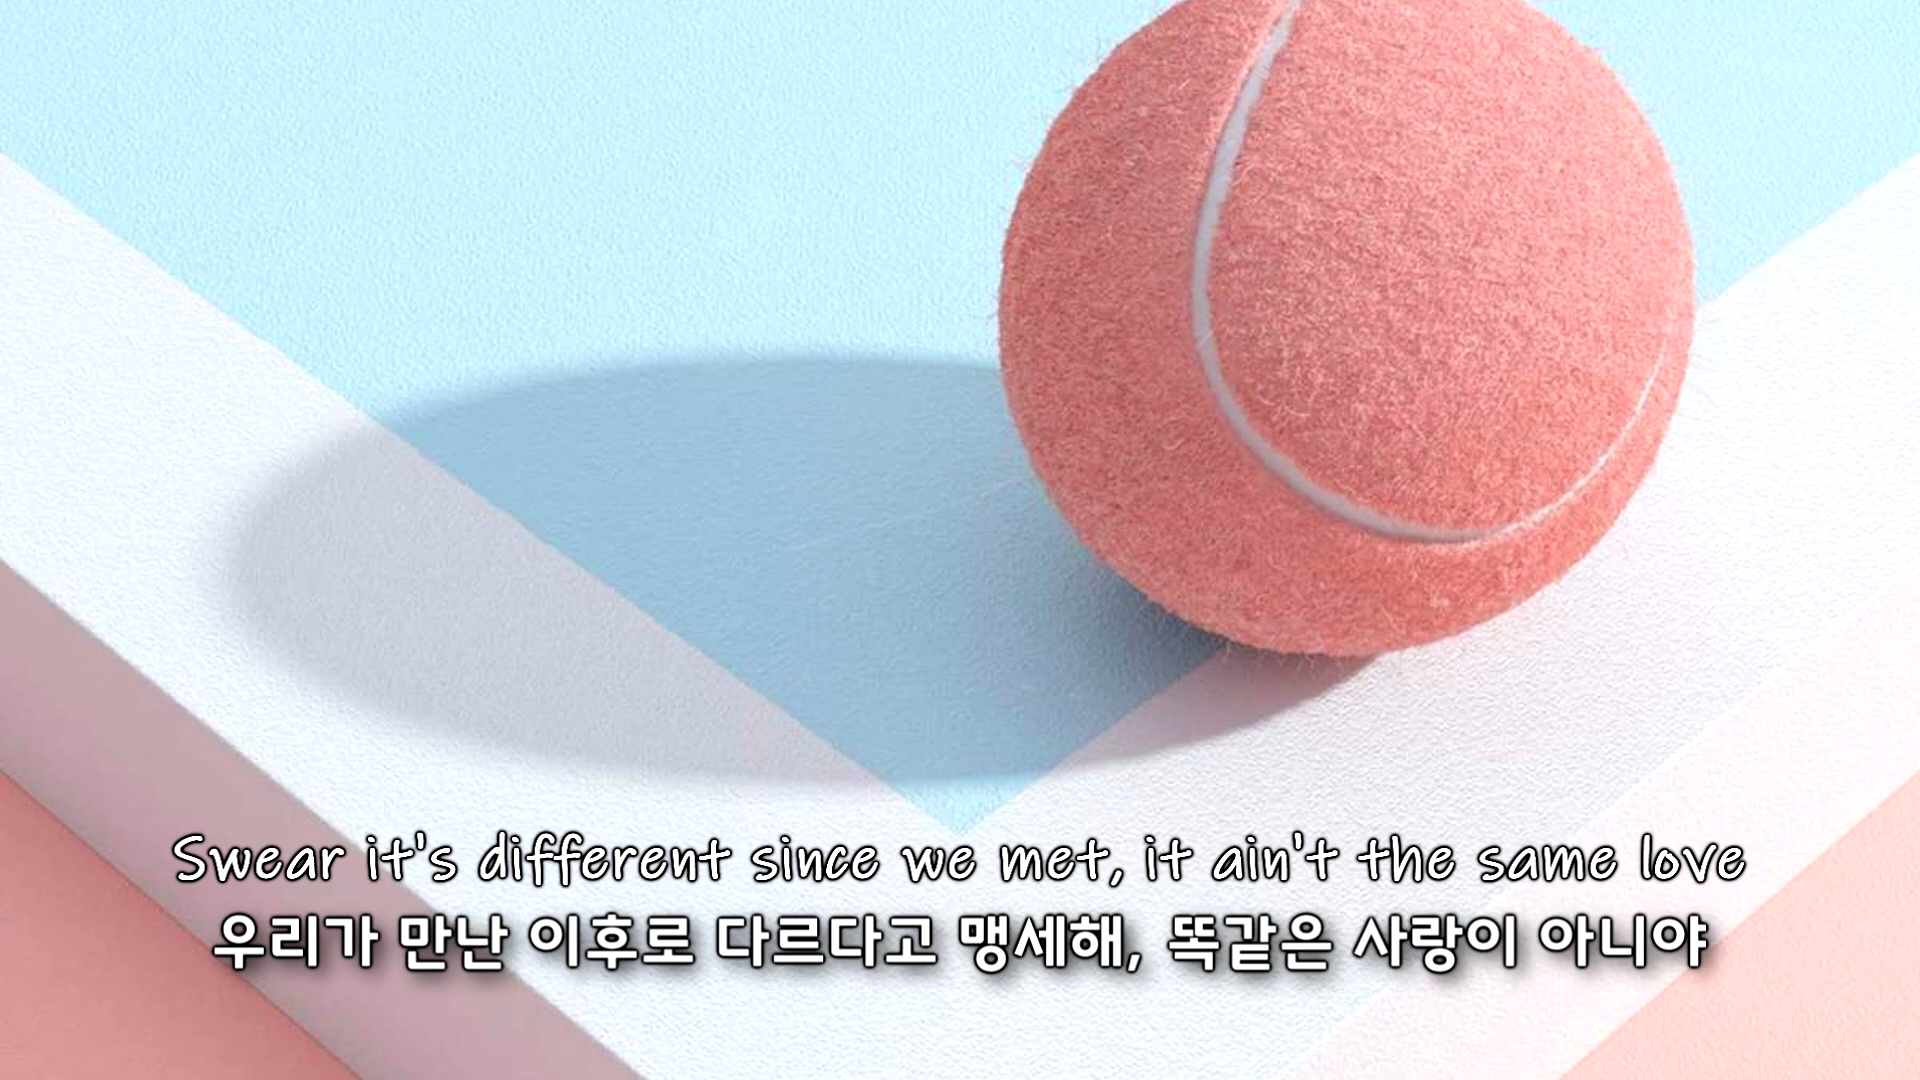 Swear it's different since we met, it ain't the same love
우리가 만난 이후로 다르다고 맹세해, 똑같은 사랑이 아니야